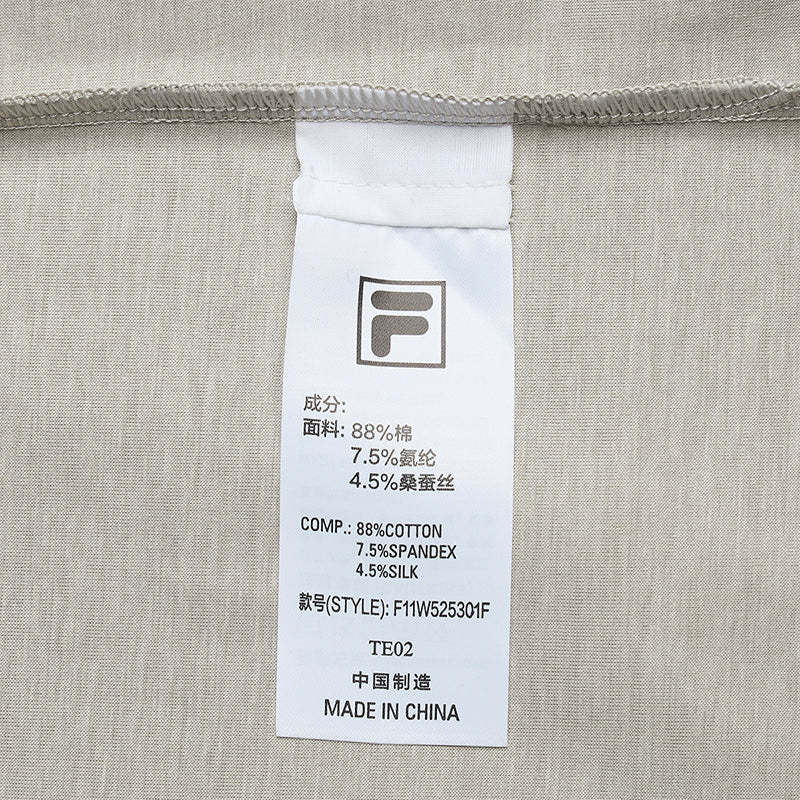 F
成分:
面料: 88%棉
7.5%氨纶
4.5%桑蚕丝
COMP.: 88%COTTON
7.5%SPANDEX
4.5%SILK
款号(STYLE): F11W525301F
TE02
中国制造
MADE IN CHINA